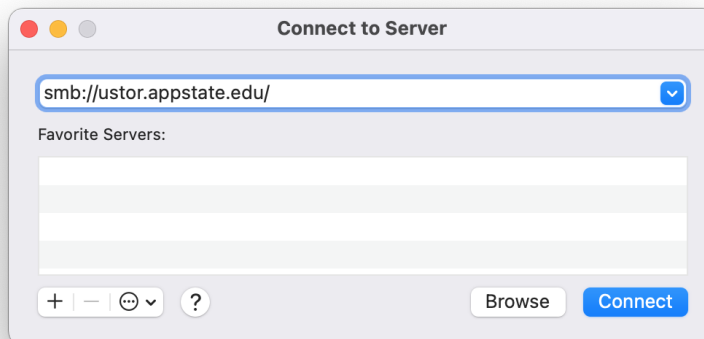 Connect to Server
smb://ustor.appstate.edu/
Favorite Servers:
+ − ?
Browse
Connect